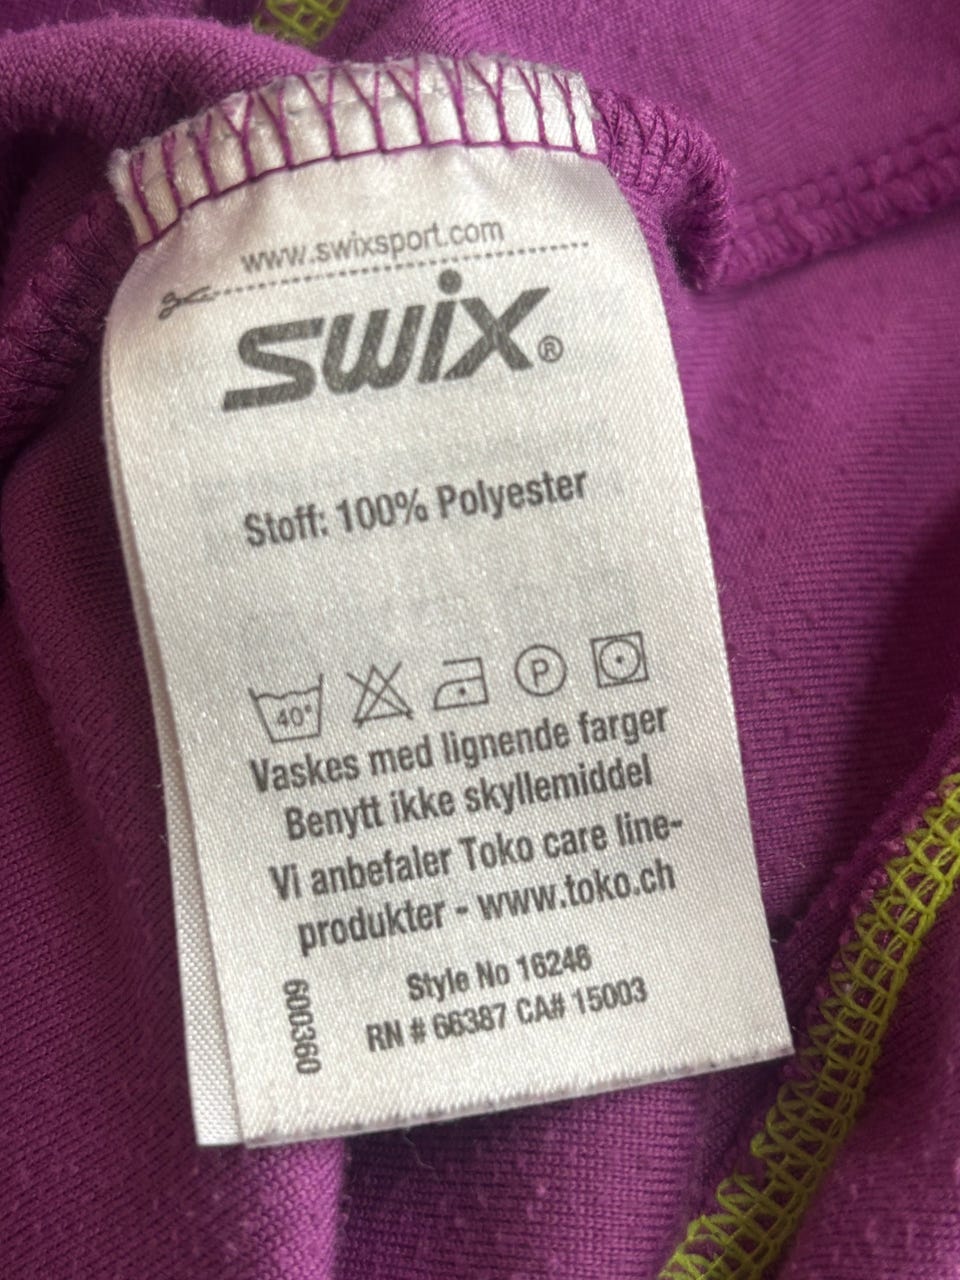 www.swixsport.com
SWIX®
Stoff: 100% Polyester
40° P
Vaskes med lignende farger
Benytt ikke skyllemiddel
Vi anbefaler Toko care line-
produkter - www.toko.ch
Style No 16246
RN # 66387 CA# 15003
600360